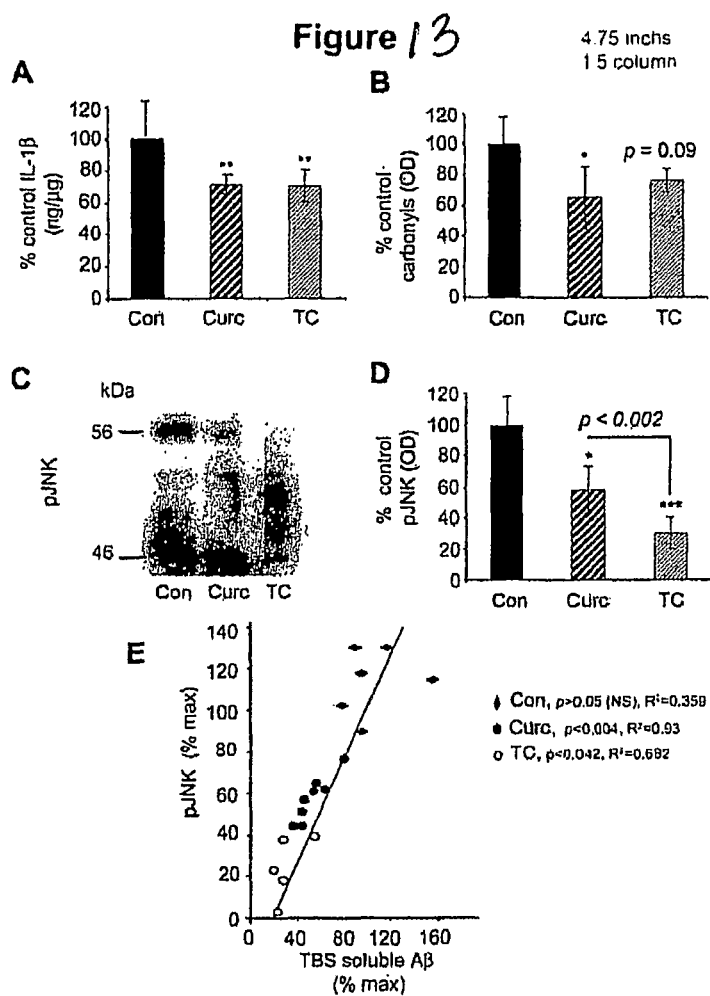 Figure 13
4.75 inchs
1 5 column
A
% control IL-1β
(ng/µg)
120
100
80
60
40
20
0
**
**
Con
Curc
TC
B
% control
carbonyls (OD)
120
100
80
60
40
20
0
*
p = 0.09
Con
Curc
TC
C
kDa
pJNK
56
46
Con
Curc
TC
D
% control
pJNK (OD)
120
100
80
60
40
20
0
p < 0.002
*
***
Con
Curc
TC
E
pJNK (% max)
140
120
100
80
60
40
20
0
0 40 80 120 160
TBS soluble Aβ
(% max)
Con, p>0.05 (NS), R²=0.359
Curc, p<0.004, R²=0.93
TC, p<0.042, R²=0.682